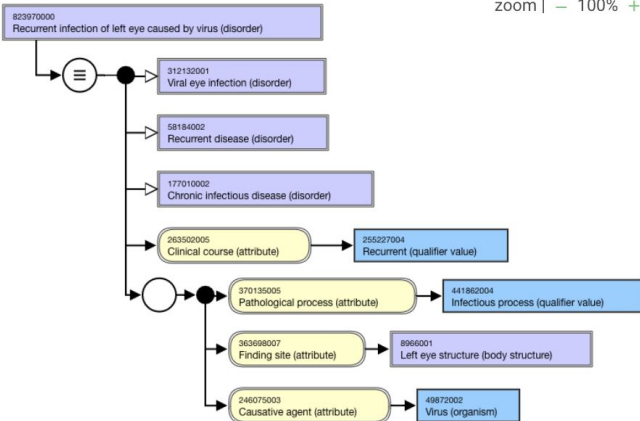 zoom | – 100% +
823970000
Recurrent infection of left eye caused by virus (disorder)
312132001
Viral eye infection (disorder)
58184002
Recurrent disease (disorder)
177010002
Chronic infectious disease (disorder)
263502005
Clinical course (attribute)
255227004
Recurrent (qualifier value)
370135005
Pathological process (attribute)
441862004
Infectious process (qualifier value)
363698007
Finding site (attribute)
8966001
Left eye structure (body structure)
246075003
Causative agent (attribute)
49872002
Virus (organism)